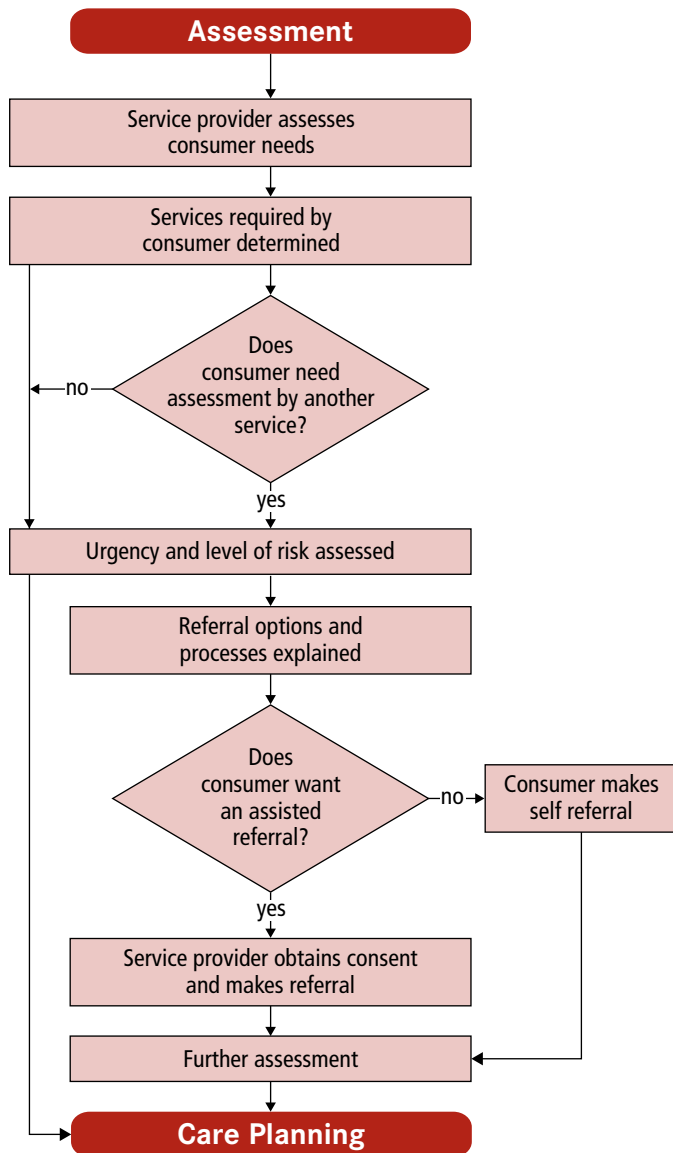 Assessment
Service provider assesses
consumer needs
Services required by
consumer determined
Does
consumer need
assessment by another
service?
no
yes
Urgency and level of risk assessed
Referral options and
processes explained
Does
consumer want
an assisted
referral?
no
Consumer makes
self referral
yes
Service provider obtains consent
and makes referral
Further assessment
Care Planning